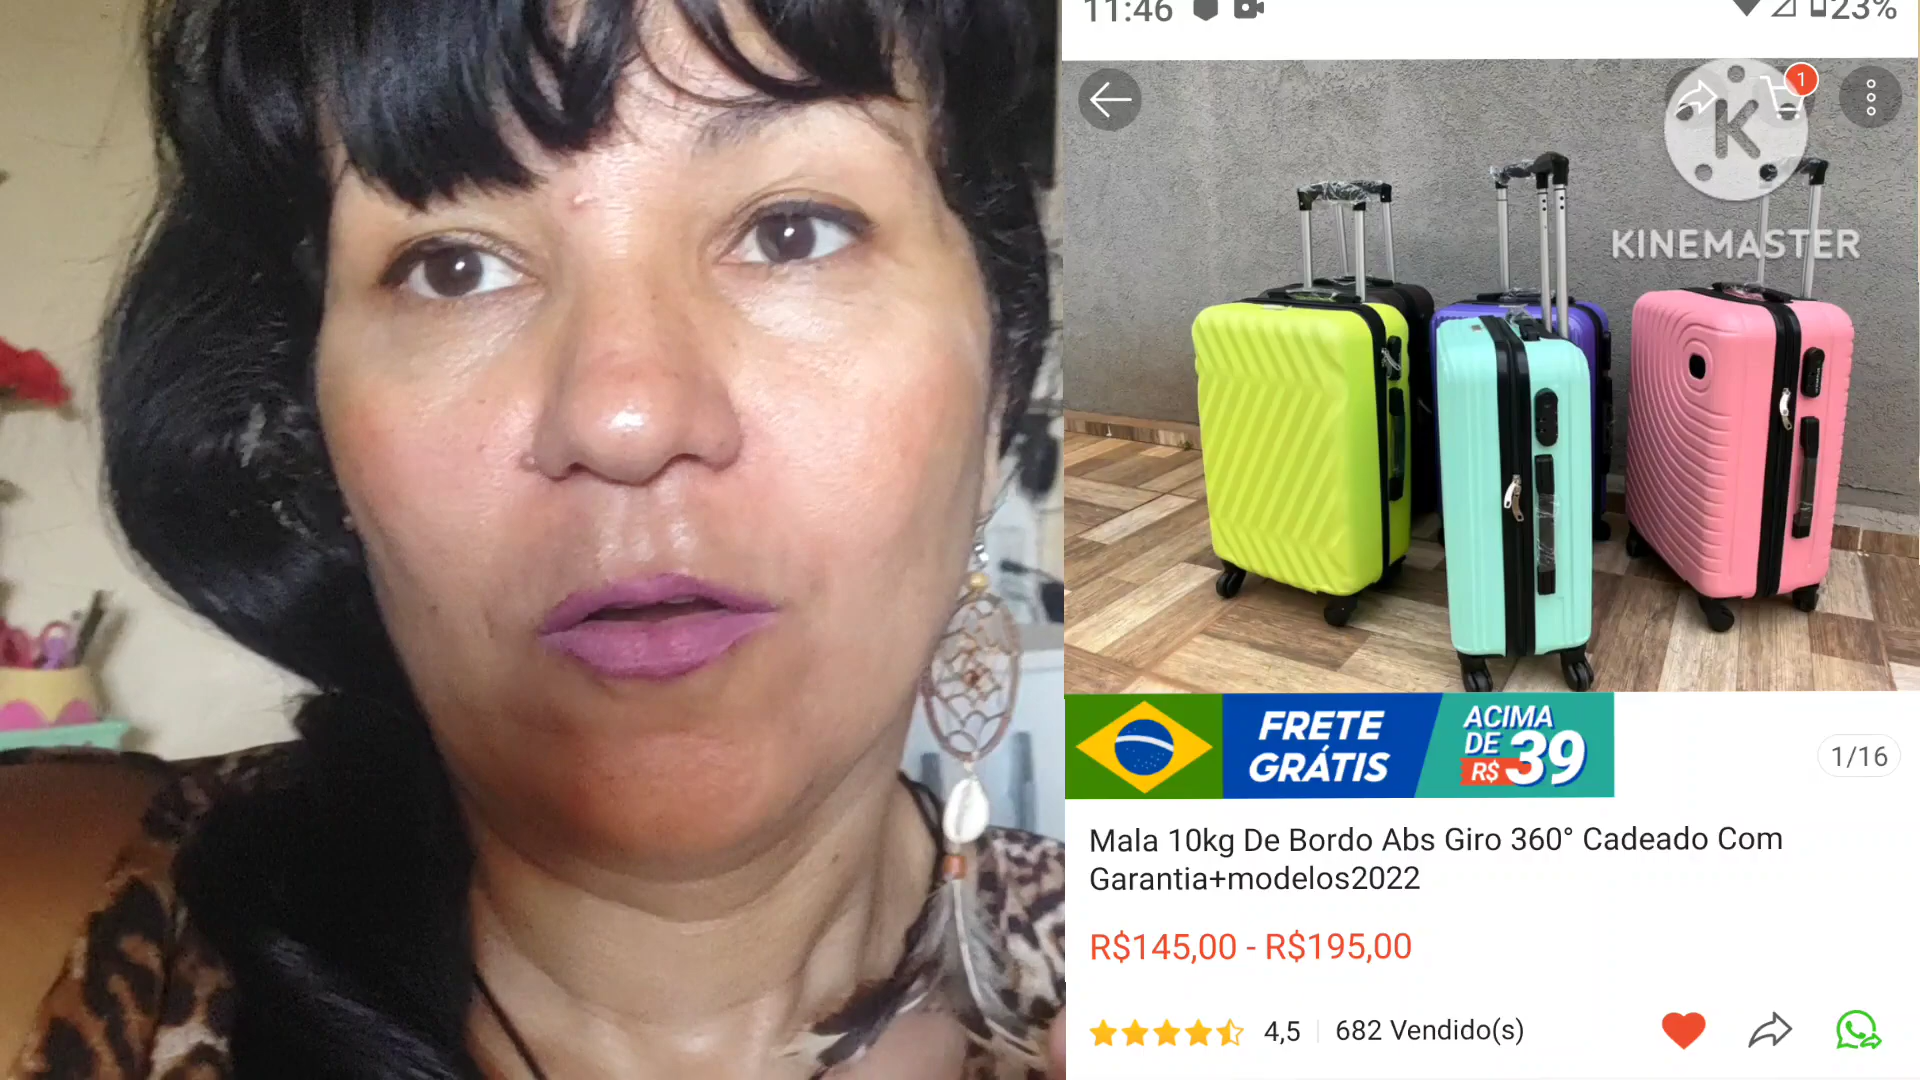 11:46
23%
1
K
KINEMASTER
FRETE
GRÁTIS
ACIMA
DE
R$ 39
1/16
Mala 10kg De Bordo Abs Giro 360° Cadeado Com
Garantia+modelos2022
R$145,00 - R$195,00
4,5
682 Vendido(s)